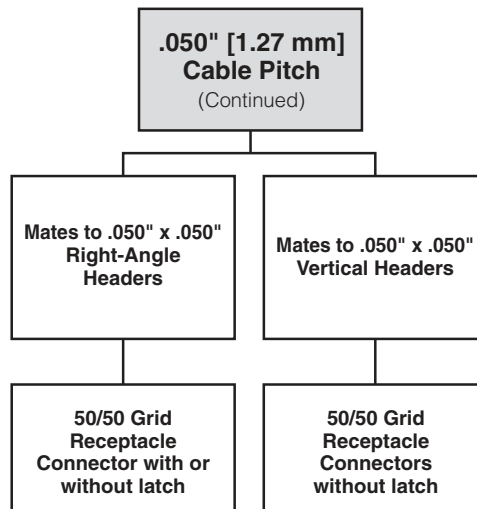 .050" [1.27 mm]
Cable Pitch
(Continued)
Mates to .050" x .050"
Right-Angle
Headers
Mates to .050" x .050"
Vertical Headers
50/50 Grid
Receptacle
Connector with or
without latch
50/50 Grid
Receptacle
Connectors
without latch